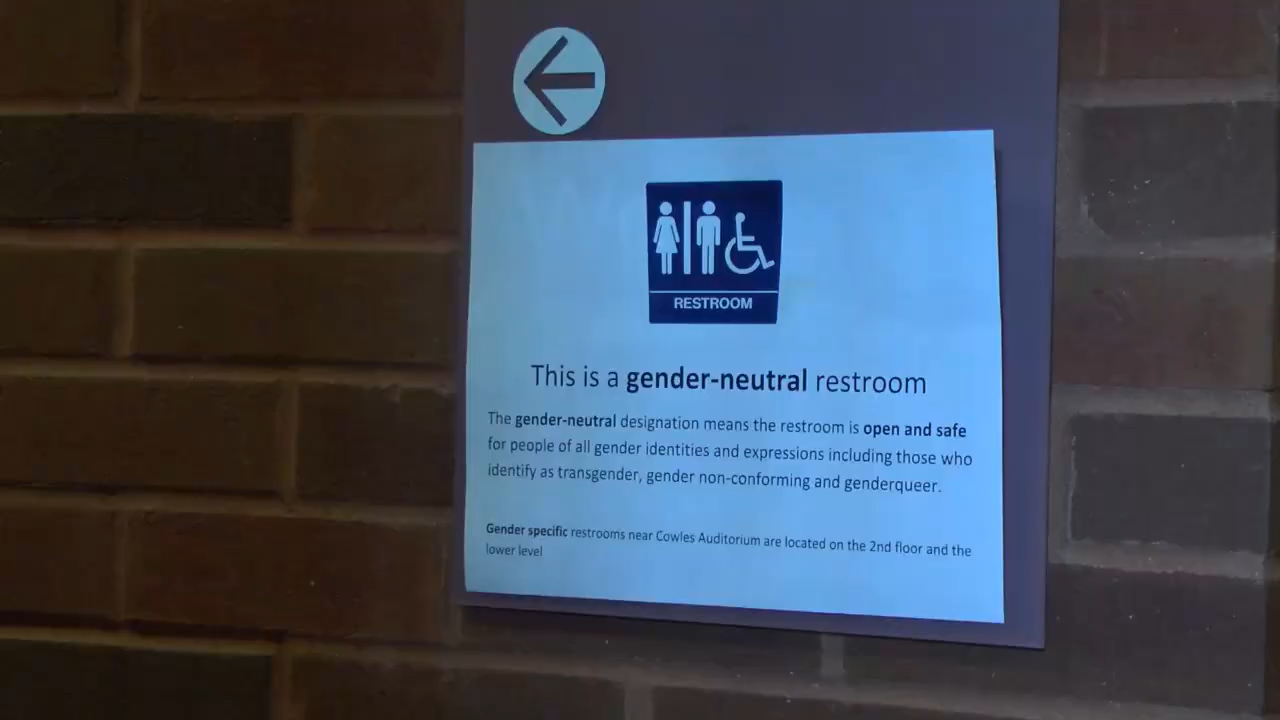 RESTROOM
This is a gender-neutral restroom
The gender-neutral designation means the restroom is open and safe
for people of all gender identities and expressions including those who
identify as transgender, gender non-conforming and genderqueer.
Gender specific restrooms near Cowles Auditorium are located on the 2nd floor and the
lower level